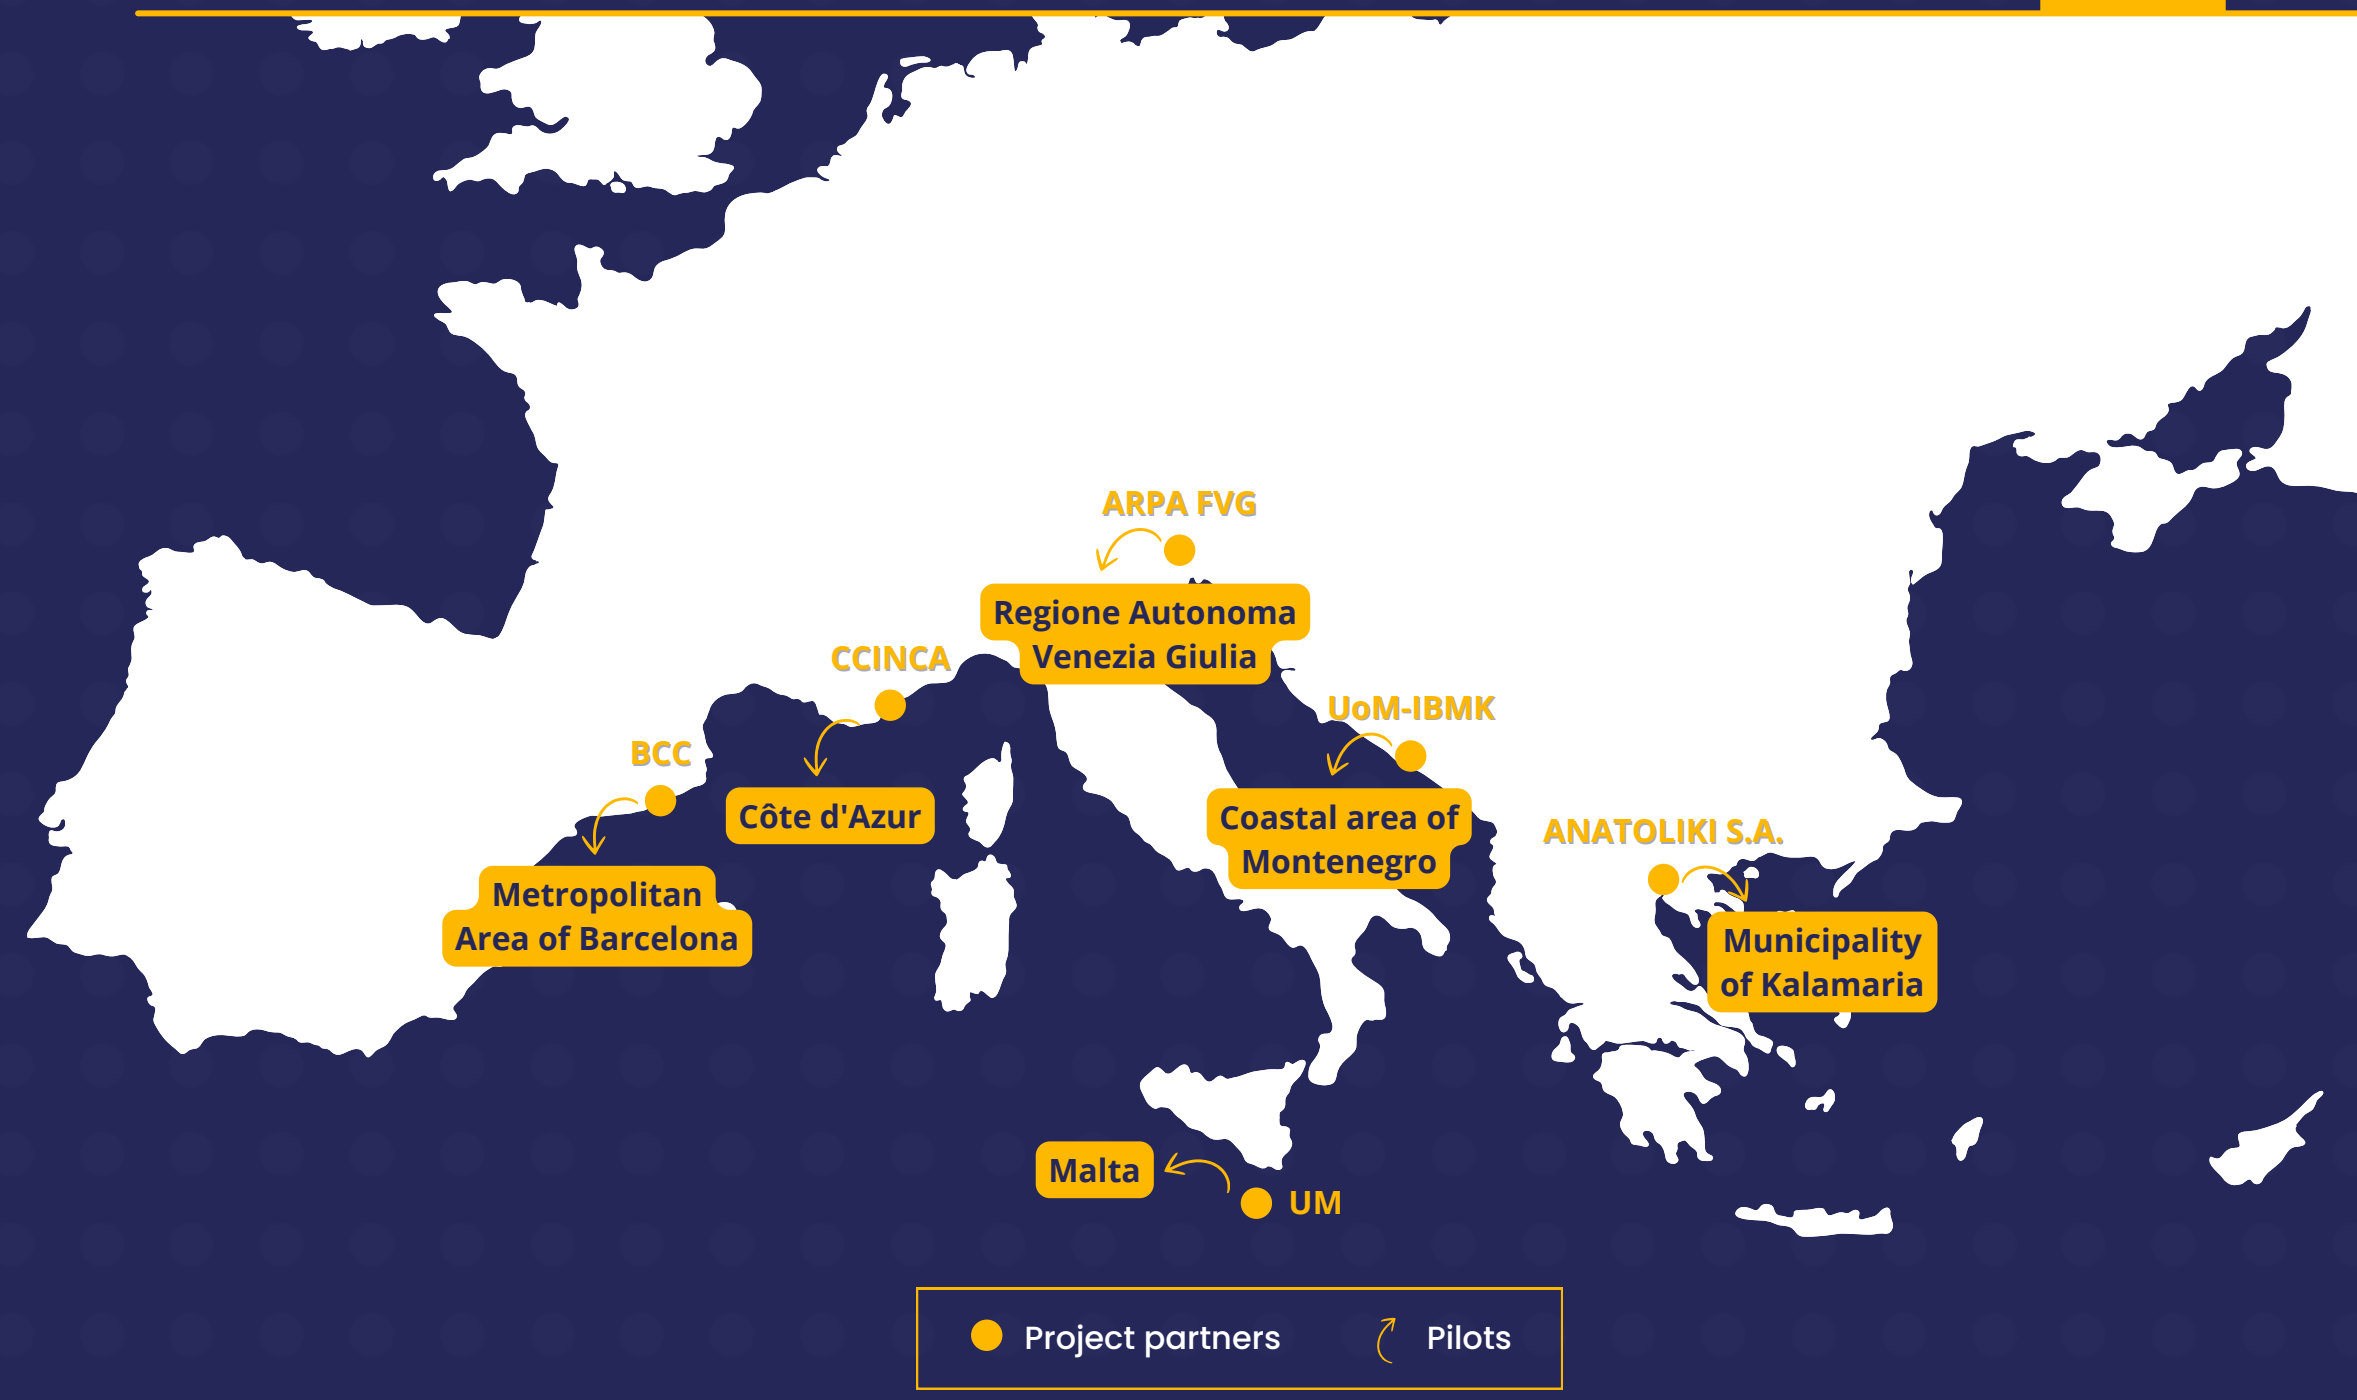 ARPA FVG
Regione Autonoma
Venezia Giulia
CCINCA
Côte d'Azur
UoM-IBMK
Coastal area of
Montenegro
BCC
Metropolitan
Area of Barcelona
ANATOLIKI S.A.
Municipality
of Kalamaria
Malta
UM
Project partners
Pilots